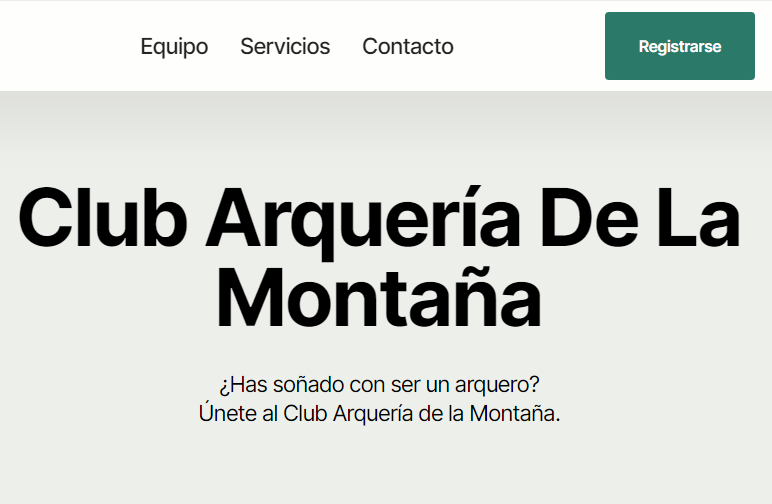 Equipo Servicios Contacto Registrarse
Club Arquería De La
Montaña
¿Has soñado con ser un arquero?
Únete al Club Arquería de la Montaña.